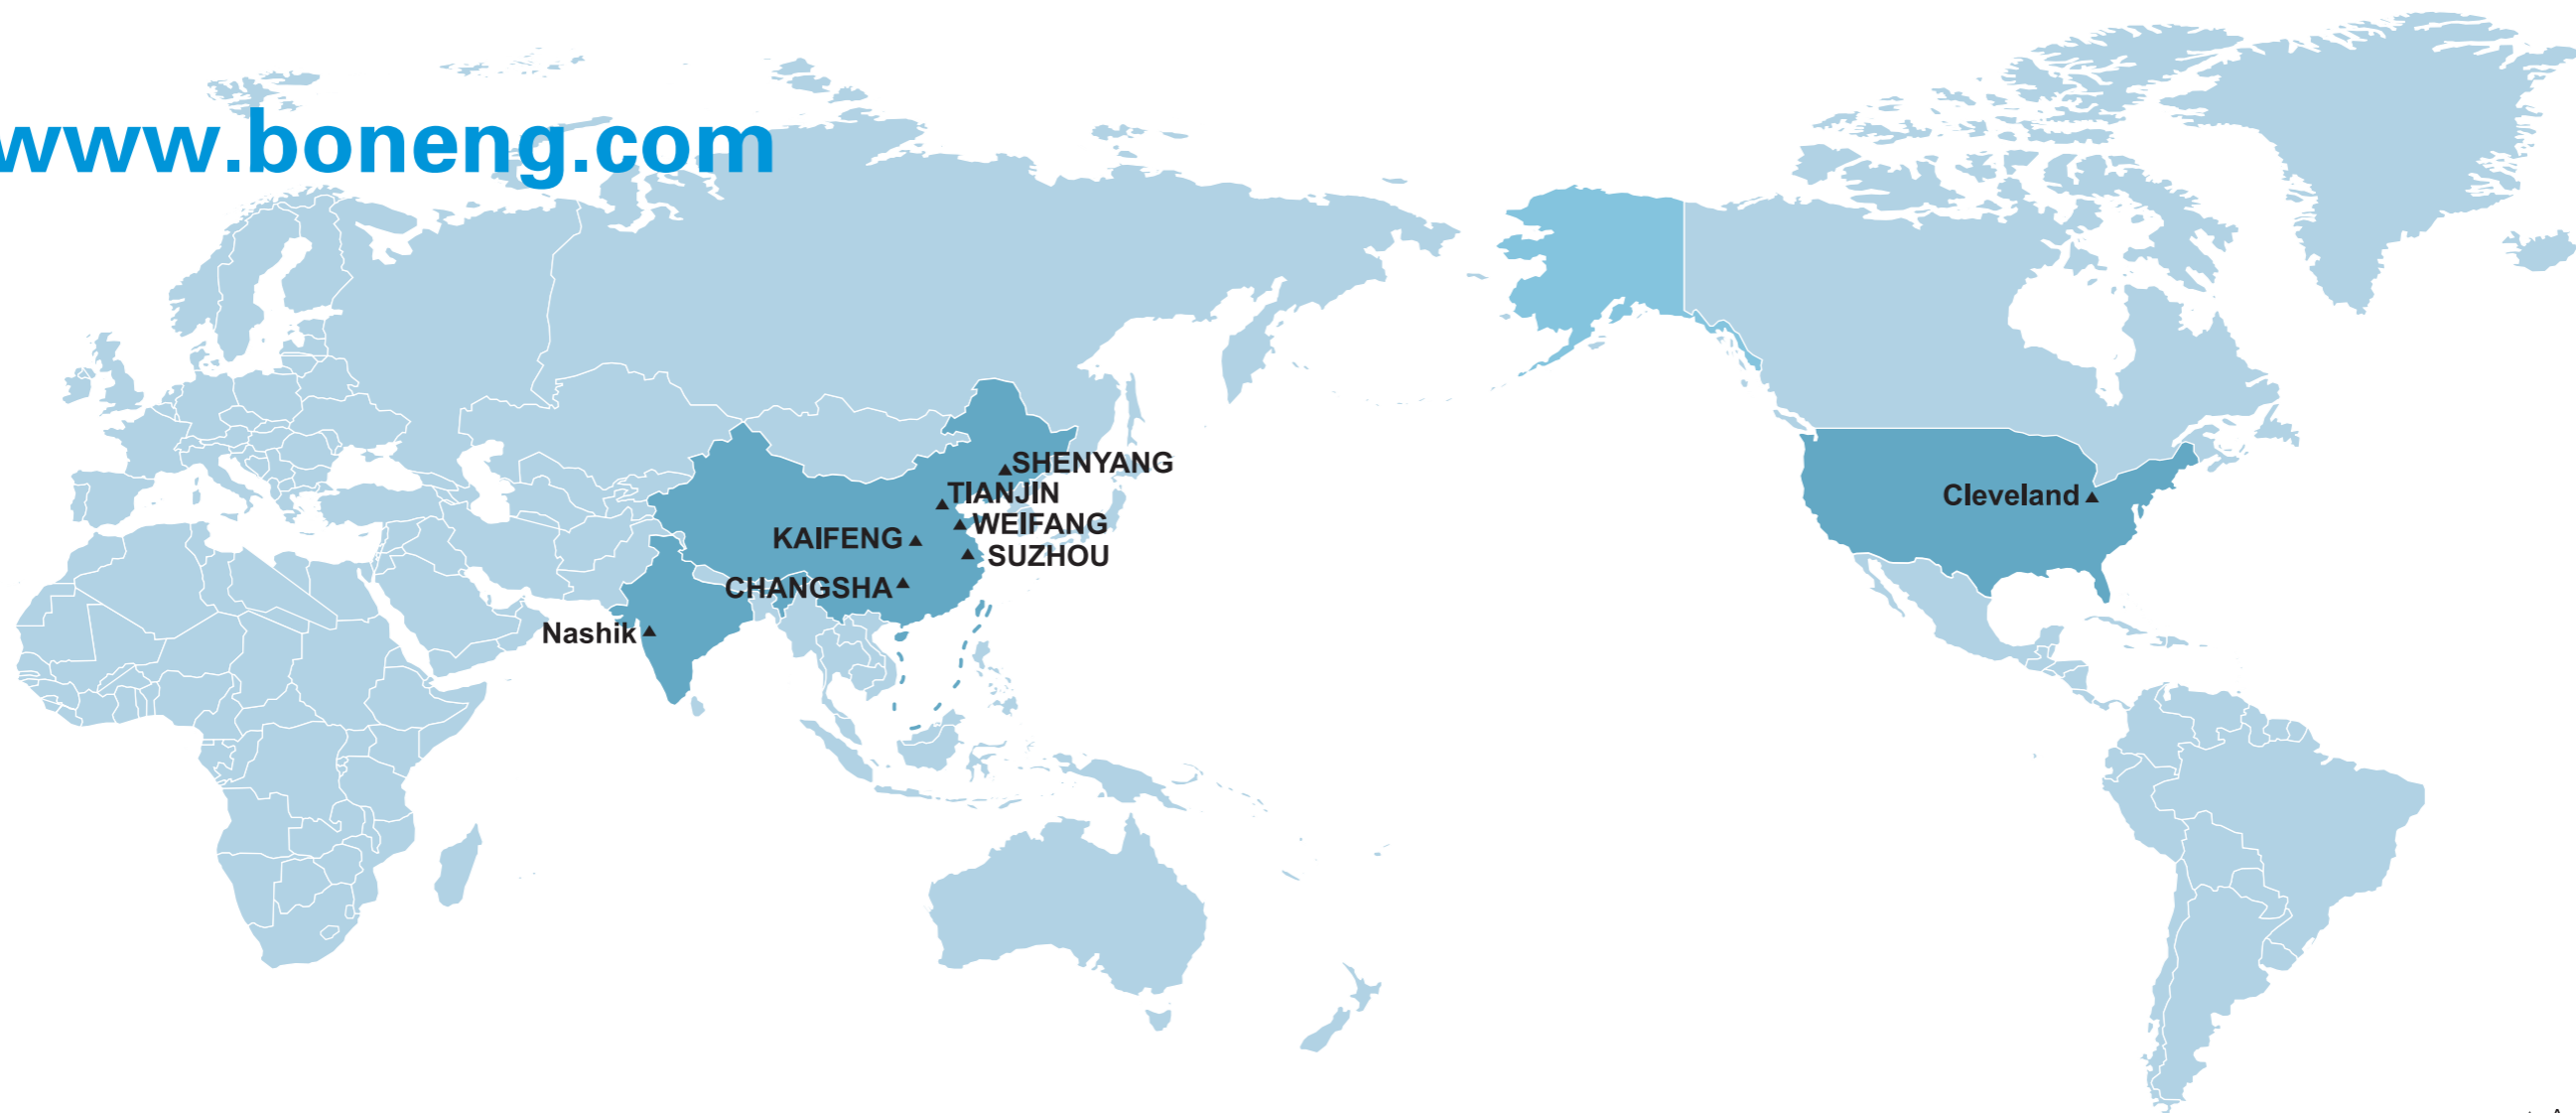 www.boneng.com
SHENYANG
TIANJIN
WEIFANG
KAIFENG
SUZHOU
CHANGSHA
Nashik
Cleveland